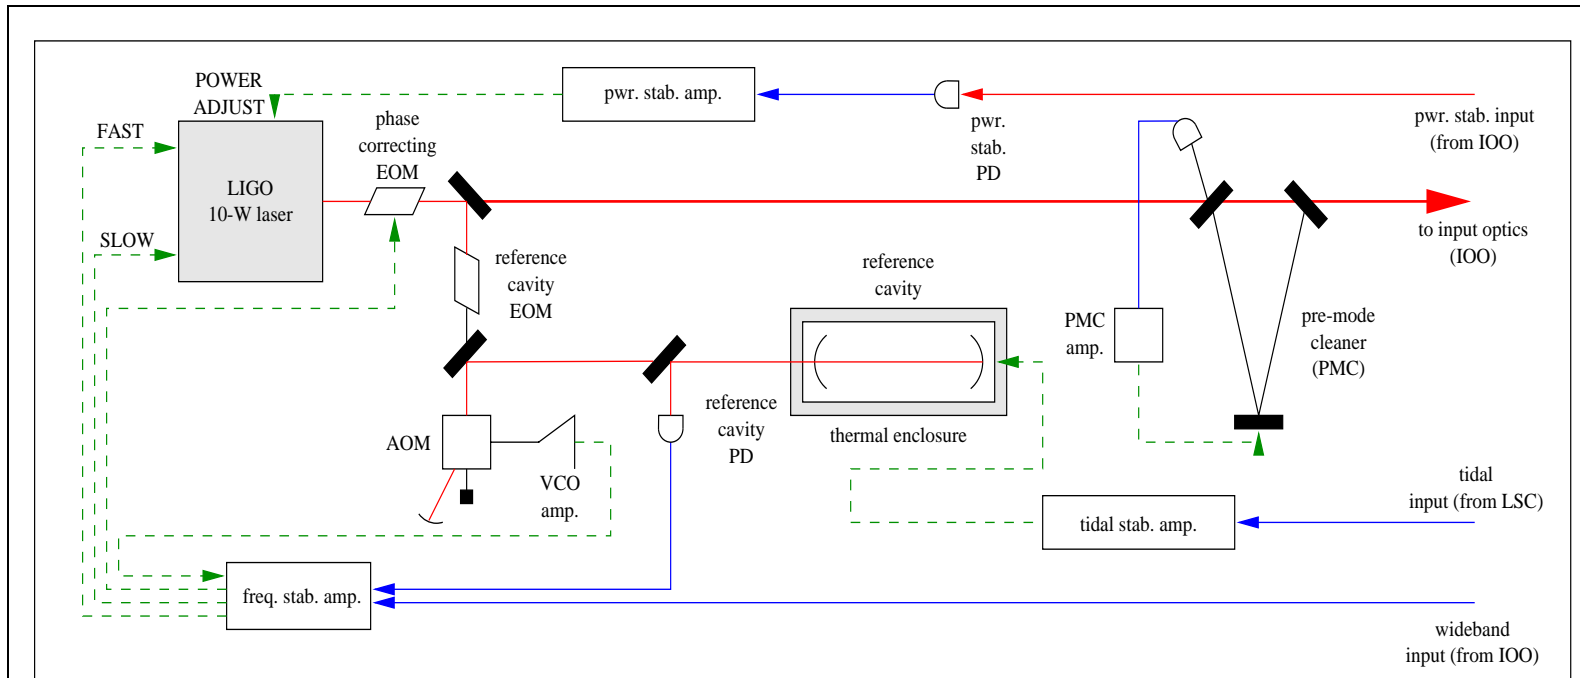 POWER
ADJUST
pwr. stab. amp.
pwr.
stab.
PD
pwr. stab. input
(from IOO)
FAST
phase
correcting
EOM
LIGO
10-W laser
SLOW
to input optics
(IOO)
reference
cavity
EOM
reference
cavity
PMC
amp.
pre-mode
cleaner
(PMC)
thermal enclosure
reference
cavity
PD
AOM
VCO
amp.
tidal
input (from LSC)
tidal stab. amp.
freq. stab. amp.
wideband
input (from IOO)